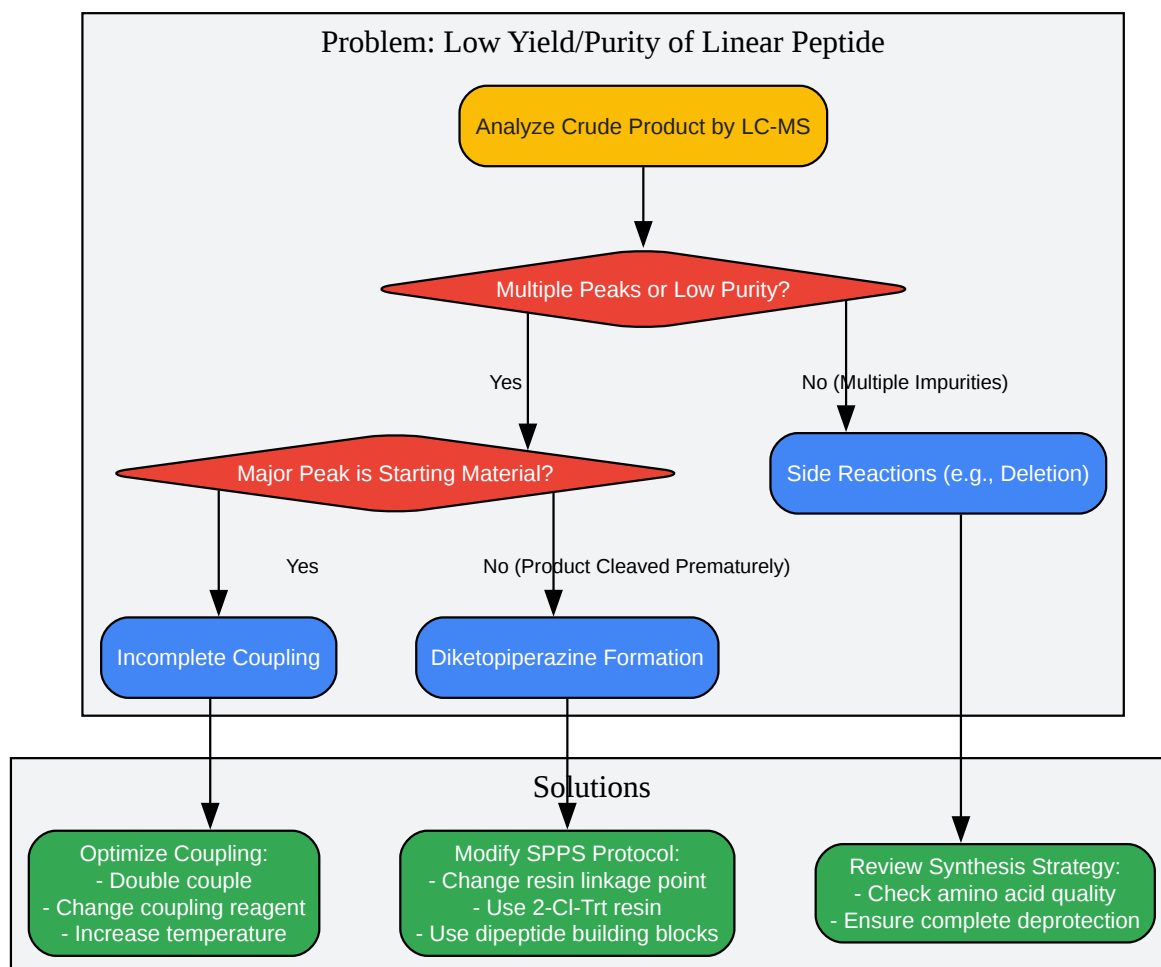 Problem: Low Yield/Purity of Linear Peptide
Analyze Crude Product by LC-MS
Multiple Peaks or Low Purity?
Yes
No (Multiple Impurities)
Major Peak is Starting Material?
Side Reactions (e.g., Deletion)
Yes
No (Product Cleaved Prematurely)
Incomplete Coupling
Diketopiperazine Formation
Solutions
Optimize Coupling:
- Double couple
- Change coupling reagent
- Increase temperature
Modify SPPS Protocol:
- Change resin linkage point
- Use 2-Cl-Trt resin
- Use dipeptide building blocks
Review Synthesis Strategy:
- Check amino acid quality
- Ensure complete deprotection